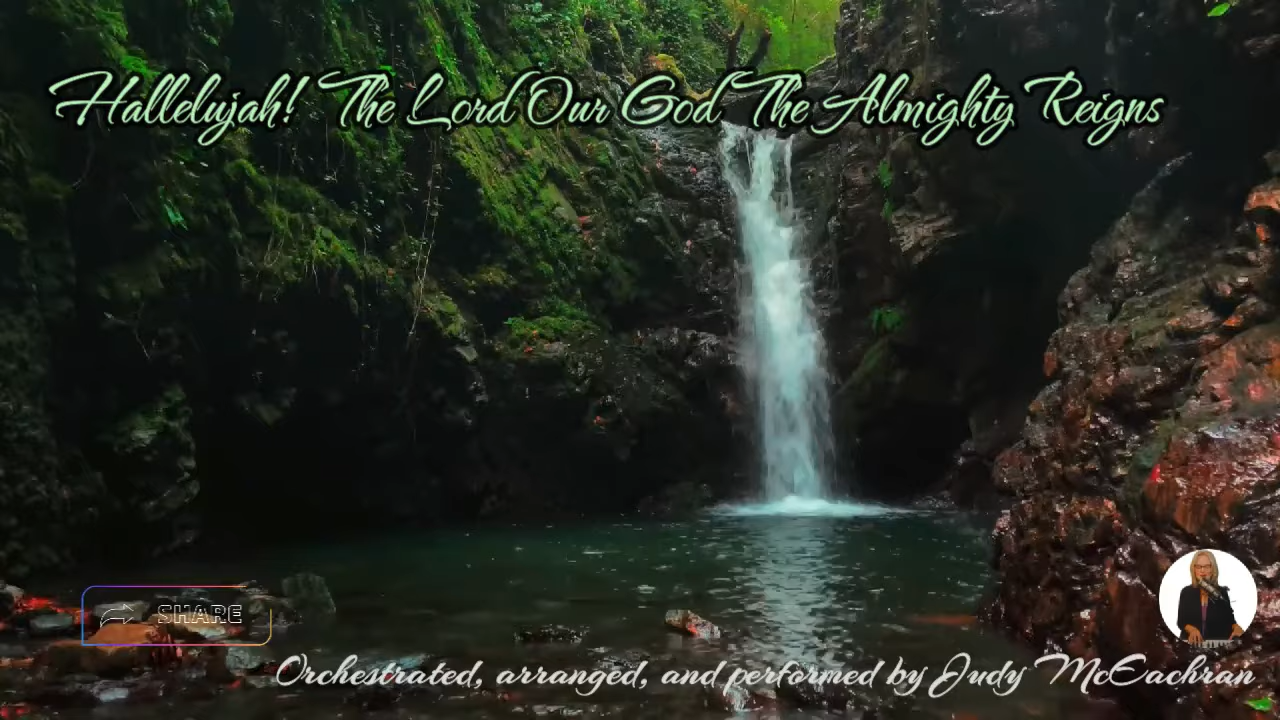 Hallelujah! The Lord Our God The Almighty Reigns
SHARE
Orchestrated, arranged, and performed by Judy McEachran